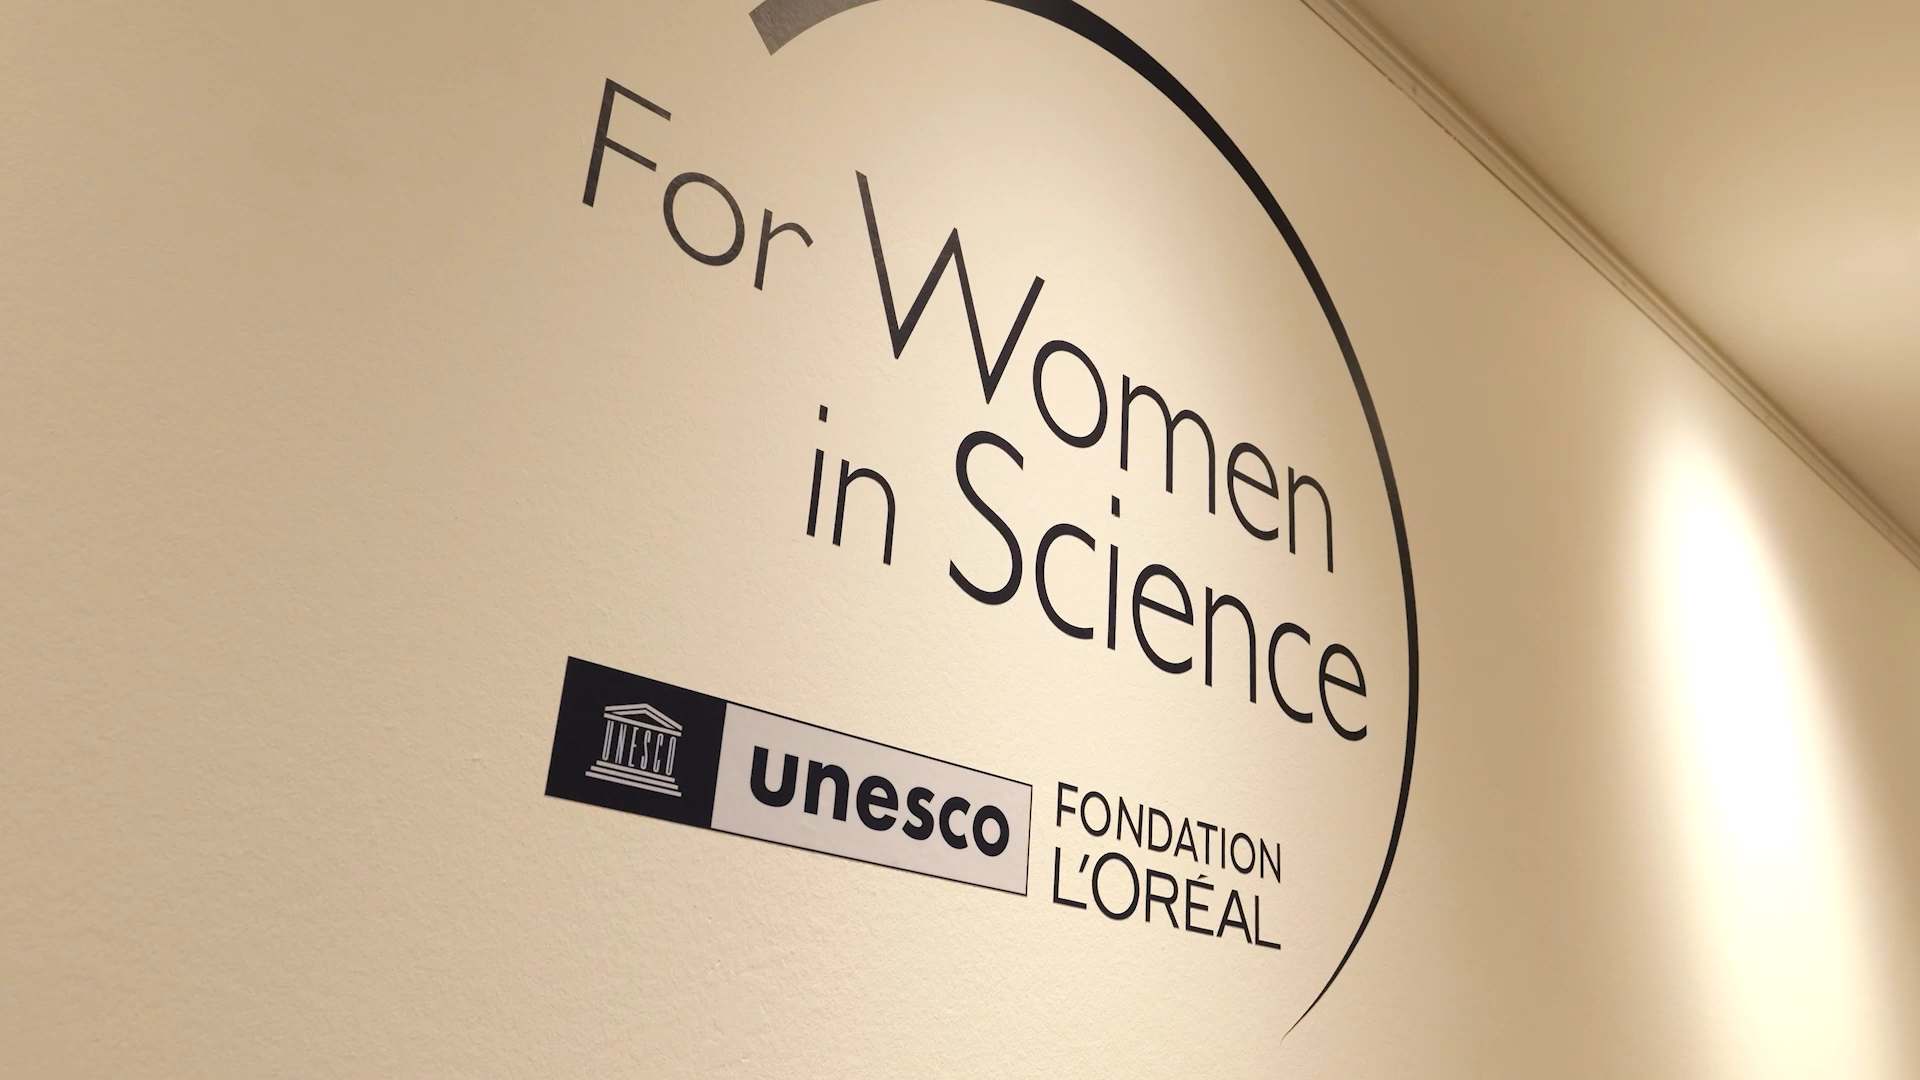 For Women
in Science
UNESCO
unesco
FONDATION
L'ORÉAL